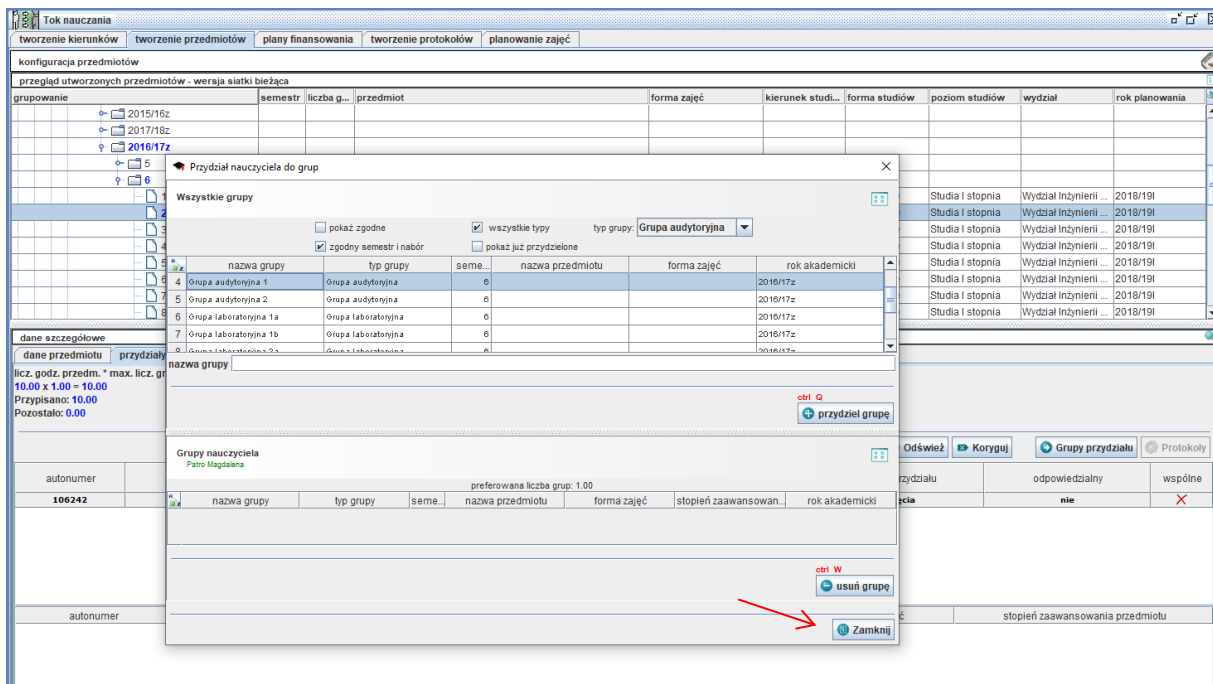 Tok nauczania
tworzenie kierunków tworzenie przedmiotów plany finansowania tworzenie protokołów planowanie zajęć
konfiguracja przedmiotów
przegląd utworzonych przedmiotów - wersja siatki bieżąca
grupowanie semestr liczba g... przedmiot forma zajęć kierunek studi... forma studiów poziom studiów wydział rok planowania
2015/16z
2017/18z
2016/17z
5
6
Przydział nauczyciela do grup
Wszystkie grupy
pokaż zgodne wszystkie typy typ grupy: Grupa audytoryjna
zgodny semestr i nabór pokaż już przydzielone
nazwa grupy typ grupy seme... nazwa przedmiotu forma zajęć rok akademicki
4 Grupa audytoryjna 1 Grupa audytoryjna 6 2016/17z
5 Grupa audytoryjna 2 Grupa audytoryjna 6 2016/17z
6 Grupa laboratoryjna 1a Grupa laboratoryjna 6 2016/17z
7 Grupa laboratoryjna 1b Grupa laboratoryjna 6 2016/17z
nazwa grupy
ctrl Q
przydziel grupę
Grupy nauczyciela
Patro Magdalena
preferowana liczba grup: 1.00
nazwa grupy typ grupy seme... nazwa przedmiotu forma zajęć stopień zaawansowan... rok akademicki
ctrl W
usuń grupę
Zamknij
Studia I stopnia Wydział Inżynierii ... 2018/19l
Studia I stopnia Wydział Inżynierii ... 2018/19l
Studia I stopnia Wydział Inżynierii ... 2018/19l
Studia I stopnia Wydział Inżynierii ... 2018/19l
Studia I stopnia Wydział Inżynierii ... 2018/19l
Studia I stopnia Wydział Inżynierii ... 2018/19l
Studia I stopnia Wydział Inżynierii ... 2018/19l
Studia I stopnia Wydział Inżynierii ... 2018/19l
dane szczegółowe
dane przedmiotu przydziały
licz. godz. przedm. * max. licz. gr
10.00 x 1.00 = 10.00
Przypisano: 10.00
Pozostało: 0.00
Odśwież Koryguj Grupy przydziału Protokoły
autonumer odpowiedzialny wspólne
106242 nie
autonumer stopień zaawansowania przedmiotu